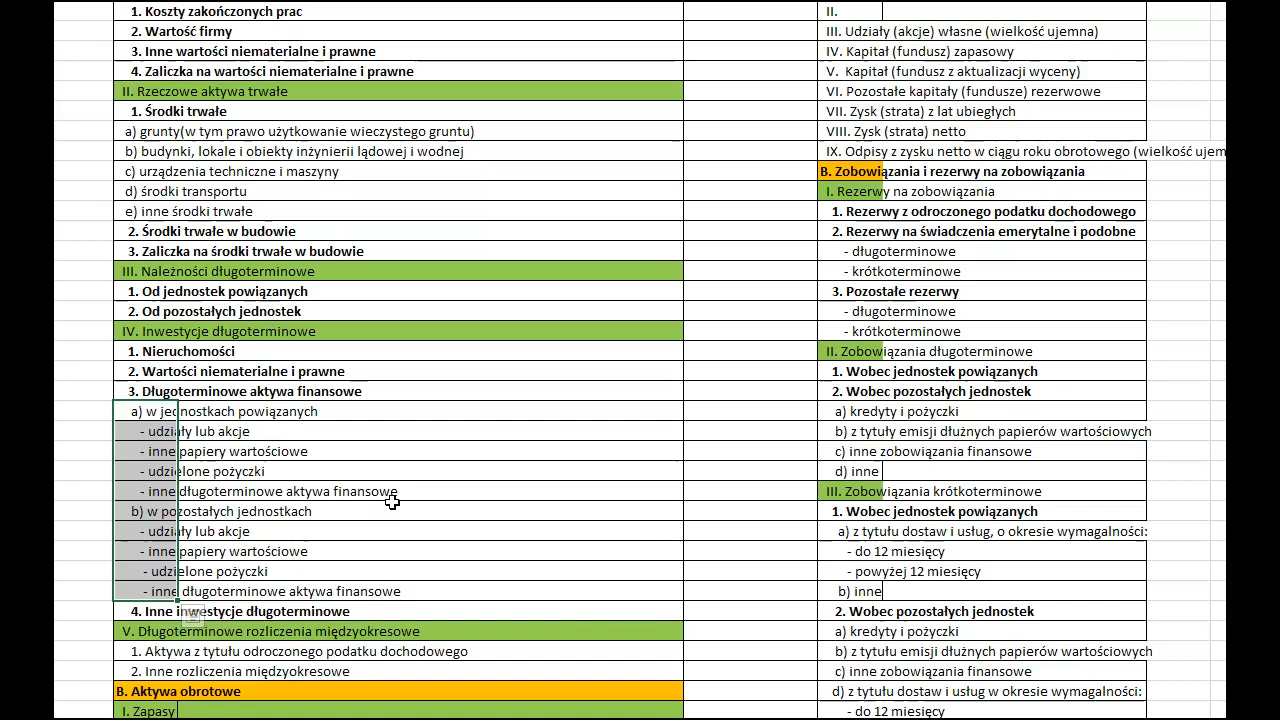 1. Koszty zakończonych prac
2. Wartość firmy
3. Inne wartości niematerialne i prawne
4. Zaliczka na wartości niematerialne i prawne
II. Rzeczowe aktywa trwałe
1. Środki trwałe
a) grunty(w tym prawo użytkowanie wieczystego gruntu)
b) budynki, lokale i obiekty inżynierii lądowej i wodnej
c) urządzenia techniczne i maszyny
d) środki transportu
e) inne środki trwałe
2. Środki trwałe w budowie
3. Zaliczka na środki trwałe w budowie
III. Należności długoterminowe
1. Od jednostek powiązanych
2. Od pozostałych jednostek
IV. Inwestycje długoterminowe
1. Nieruchomości
2. Wartości niematerialne i prawne
3. Długoterminowe aktywa finansowe
a) w jednostkach powiązanych
- udziały lub akcje
- inne papiery wartościowe
- udzielone pożyczki
- inne długoterminowe aktywa finansowe
b) w pozostałych jednostkach
- udziały lub akcje
- inne papiery wartościowe
- udzielone pożyczki
- inne długoterminowe aktywa finansowe
4. Inne inwestycje długoterminowe
V. Długoterminowe rozliczenia międzyokresowe
1. Aktywa z tytułu odroczonego podatku dochodowego
2. Inne rozliczenia międzyokresowe
B. Aktywa obrotowe
I. Zapasy
II.
III. Udziały (akcje) własne (wielkość ujemna)
IV. Kapitał (fundusz) zapasowy
V. Kapitał (fundusz z aktualizacji wyceny)
VI. Pozostałe kapitały (fundusze) rezerwowe
VII. Zysk (strata) z lat ubiegłych
VIII. Zysk (strata) netto
IX. Odpisy z zysku netto w ciągu roku obrotowego (wielkość ujem
B. Zobowiązania i rezerwy na zobowiązania
I. Rezerwy na zobowiązania
1. Rezerwy z odroczonego podatku dochodowego
2. Rezerwy na świadczenia emerytalne i podobne
- długoterminowe
- krótkoterminowe
3. Pozostałe rezerwy
- długoterminowe
- krótkoterminowe
II. Zobowiązania długoterminowe
1. Wobec jednostek powiązanych
2. Wobec pozostałych jednostek
a) kredyty i pożyczki
b) z tytuły emisji dłużnych papierów wartościowych
c) inne zobowiązania finansowe
d) inne
III. Zobowiązania krótkoterminowe
1. Wobec jednostek powiązanych
a) z tytułu dostaw i usług, o okresie wymagalności:
- do 12 miesięcy
- powyżej 12 miesięcy
b) inne
2. Wobec pozostałych jednostek
a) kredyty i pożyczki
b) z tytułu emisji dłużnych papierów wartościowych
c) inne zobowiązania finansowe
d) z tytułu dostaw i usług w okresie wymagalności:
- do 12 miesięcy